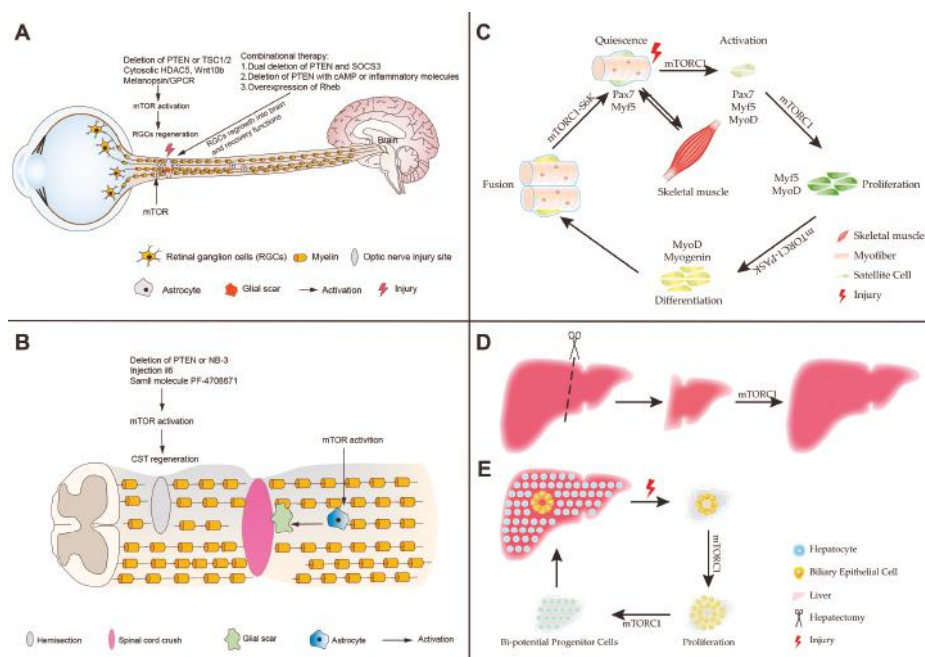 A
Deletion of PTEN or TSC1/2
Cytosolic HDAC5, Wnt10b
Melanopsin/GPCR
mTOR activation
RGCs regeneration
Combinational therapy:
1.Dual deletion of PTEN and SOCS3
2.Deletion of PTEN with cAMP or inflammatory molecules
3.Overexpression of Rheb
RGCs regrowth into brain
and recovery functions
Brain
mTOR
Retinal ganglion cells (RGCs)
Myelin
Optic nerve injury site
Astrocyte
Glial scar
Activation
Injury
B
Deletion of PTEN or NB-3
Injection il6
Samll molecule PF-4708671
mTOR activation
CST regeneration
mTOR activition
Hemisection
Spinal cord crush
Glial scar
Astrocyte
Activation
C
Quiescence
Activation
mTORC1
Pax7
Myf5
Pax7
Myf5
MyoD
mTORC1-S6K
mTORC1
Skeletal muscle
Fusion
Myf5
MyoD
Proliferation
mTORC1-PASK
MyoD
Myogenin
Differentiation
Skeletal muscle
Myofiber
Satellite Cell
Injury
D
mTORC1
E
mTORC1
mTORC1
Bi-potential Progenitor Cells
Proliferation
Hepatocyte
Biliary Epithelial Cell
Liver
Hepatectomy
Injury